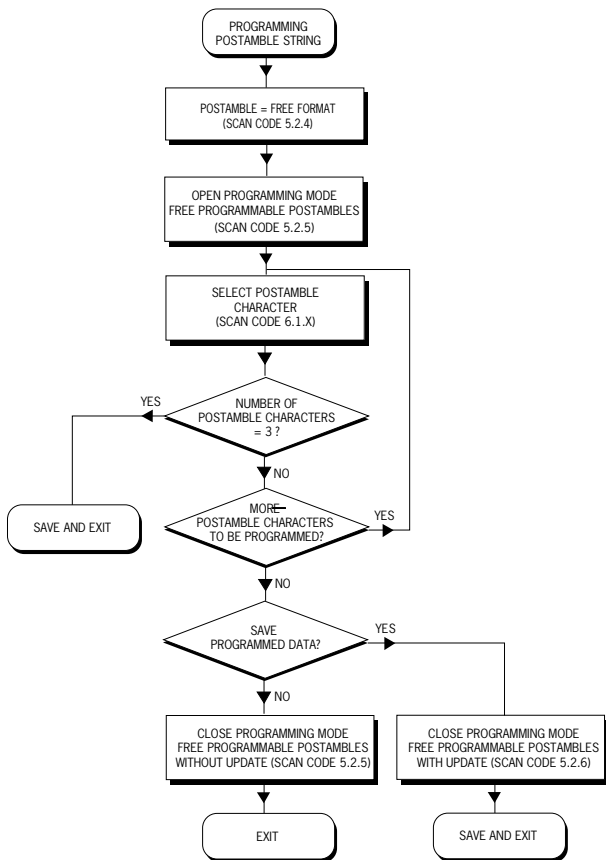 PROGRAMMING
POSTAMBLE STRING
POSTAMBLE = FREE FORMAT
(SCAN CODE 5.2.4)
OPEN PROGRAMMING MODE
FREE PROGRAMMABLE POSTAMBLES
(SCAN CODE 5.2.5)
SELECT POSTAMBLE
CHARACTER
(SCAN CODE 6.1.X)
NUMBER OF
POSTAMBLE CHARACTERS
= 3 ?
YES
NO
SAVE AND EXIT
MORE
POSTAMBLE CHARACTERS
TO BE PROGRAMMED?
YES
NO
SAVE
PROGRAMMED DATA?
YES
NO
CLOSE PROGRAMMING MODE
FREE PROGRAMMABLE POSTAMBLES
WITHOUT UPDATE (SCAN CODE 5.2.5)
CLOSE PROGRAMMING MODE
FREE PROGRAMMABLE POSTAMBLES
WITH UPDATE (SCAN CODE 5.2.6)
EXIT
SAVE AND EXIT